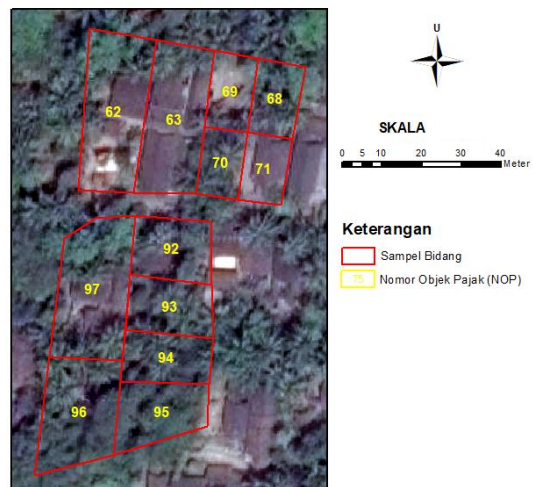 U
62
63
69
68
70
71
92
97
93
94
96
95
SKALA
0 5 10 20 30 40
Meter
Keterangan
Sampel Bidang
75 Nomor Objek Pajak (NOP)